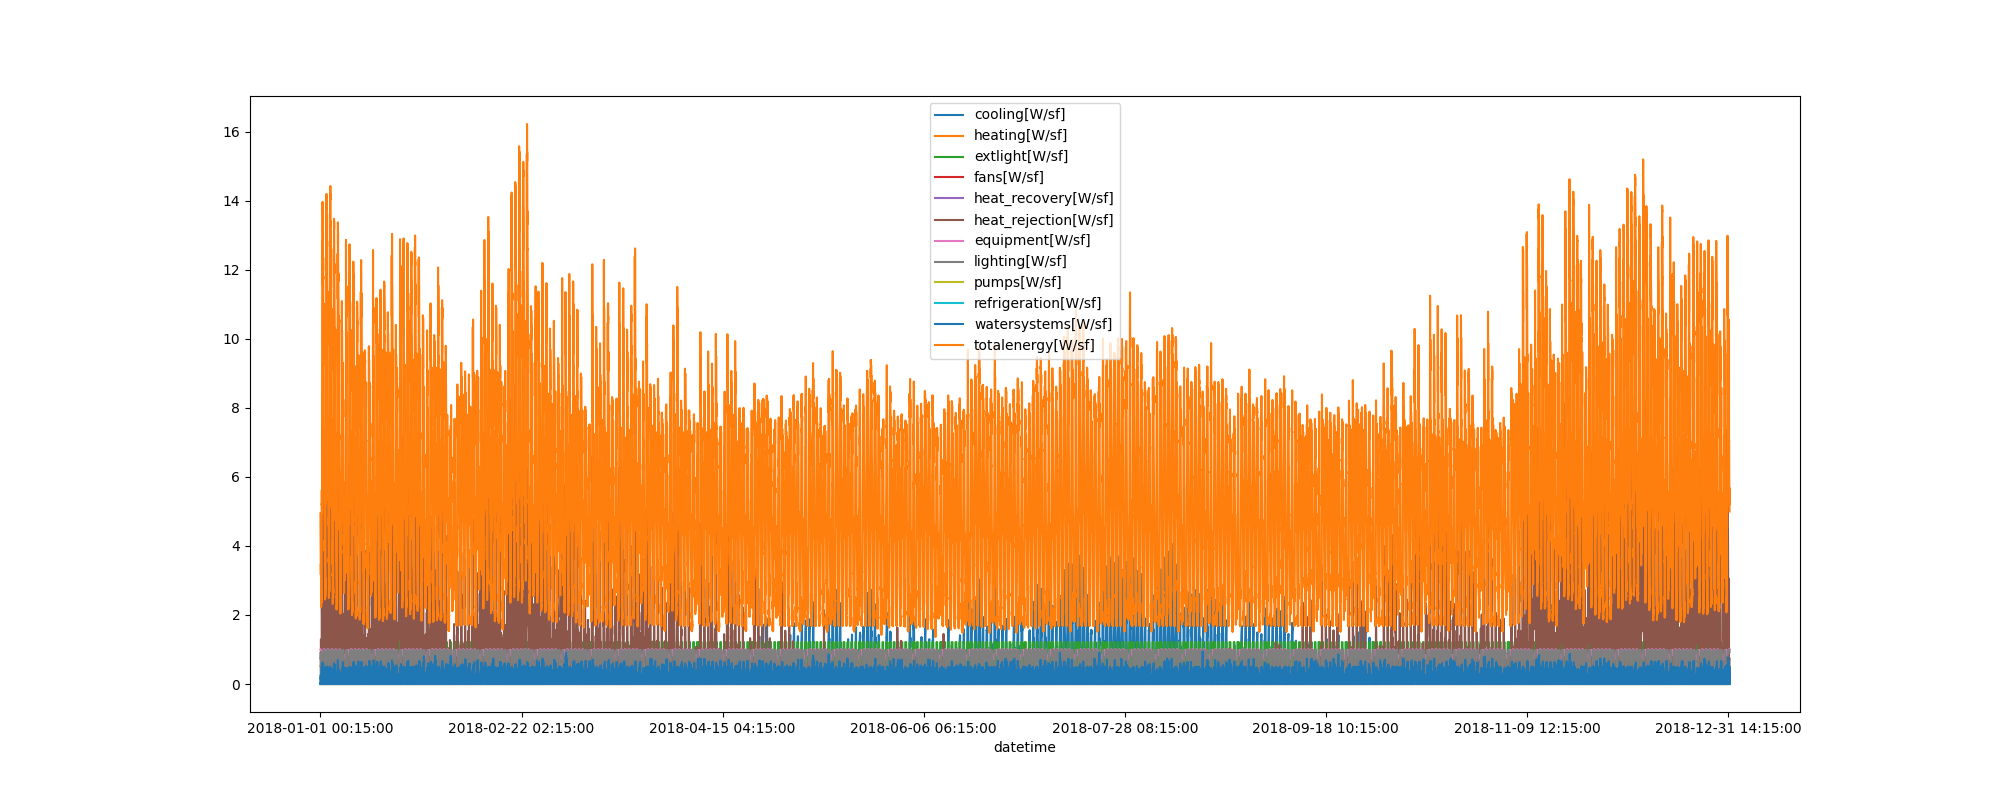 16
14
12
10
8
6
4
2
0
cooling[W/sf]
heating[W/sf]
extlight[W/sf]
fans[W/sf]
heat_recovery[W/sf]
heat_rejection[W/sf]
equipment[W/sf]
lighting[W/sf]
pumps[W/sf]
refrigeration[W/sf]
watersystems[W/sf]
totalenergy[W/sf]
2018-01-01 00:15:00 2018-02-22 02:15:00 2018-04-15 04:15:00 2018-06-06 06:15:00 2018-07-28 08:15:00 2018-09-18 10:15:00 2018-11-09 12:15:00 2018-12-31 14:15:00
datetime